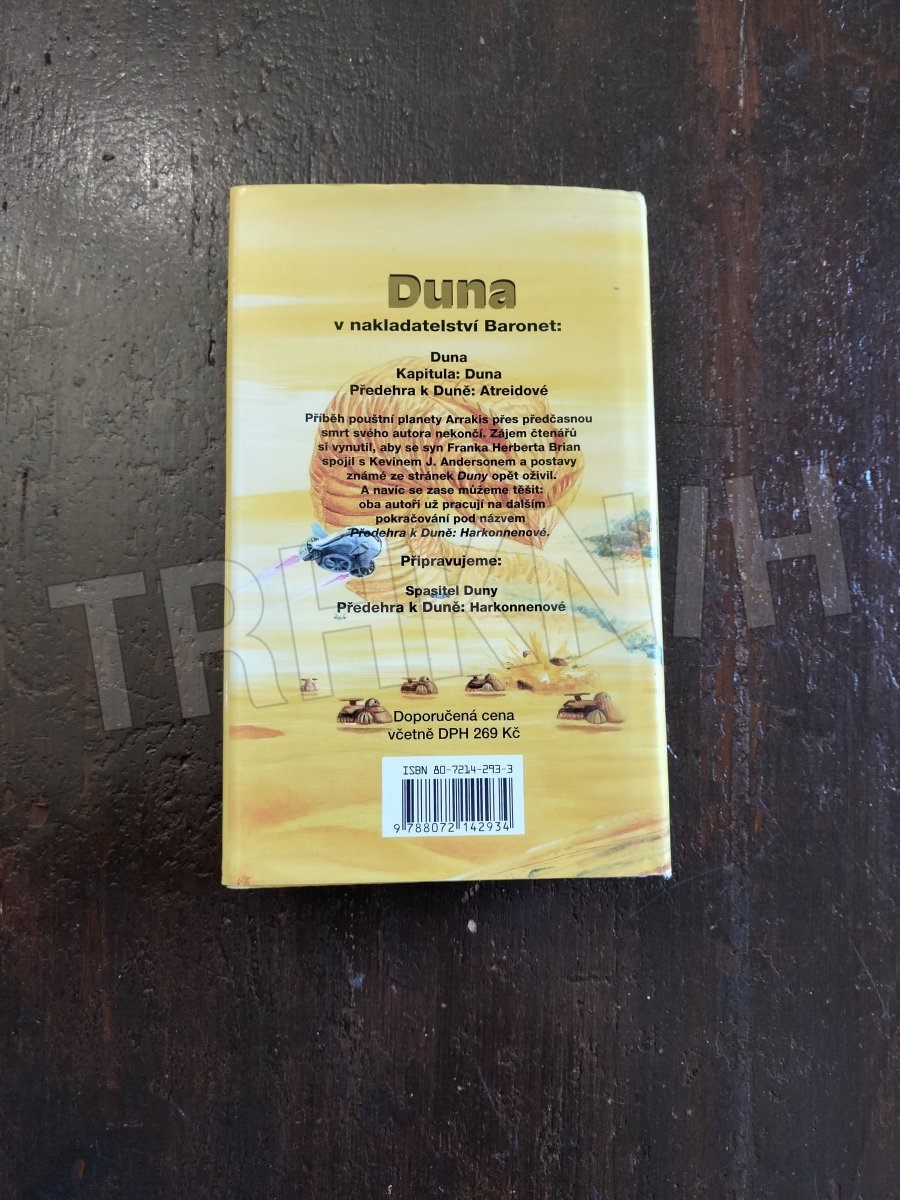 Duna
v nakladatelství Baronet:
Duna
Kapitula: Duna
Předehra k Duně: Atreidové
Příběh pouštní planety Arrakis přes předčasnou
smrt svého autora nekončí. Zájem čtenářů
si vynutil, aby se syn Franka Herberta Brian
spojil s Kevinem J. Andersonem a postavy
známé ze stránek Duny opět oživil.
A navíc se zase můžeme těšit:
oba autoři už pracují na dalším
pokračování pod názvem
Předehra k Duně: Harkonnenové.
Připravujeme:
Spasitel Duny
Předehra k Duně: Harkonnenové
Doporučená cena
včetně DPH 269 Kč
ISBN 80-7214-293-3
9 788072 142934
TRHKNIH